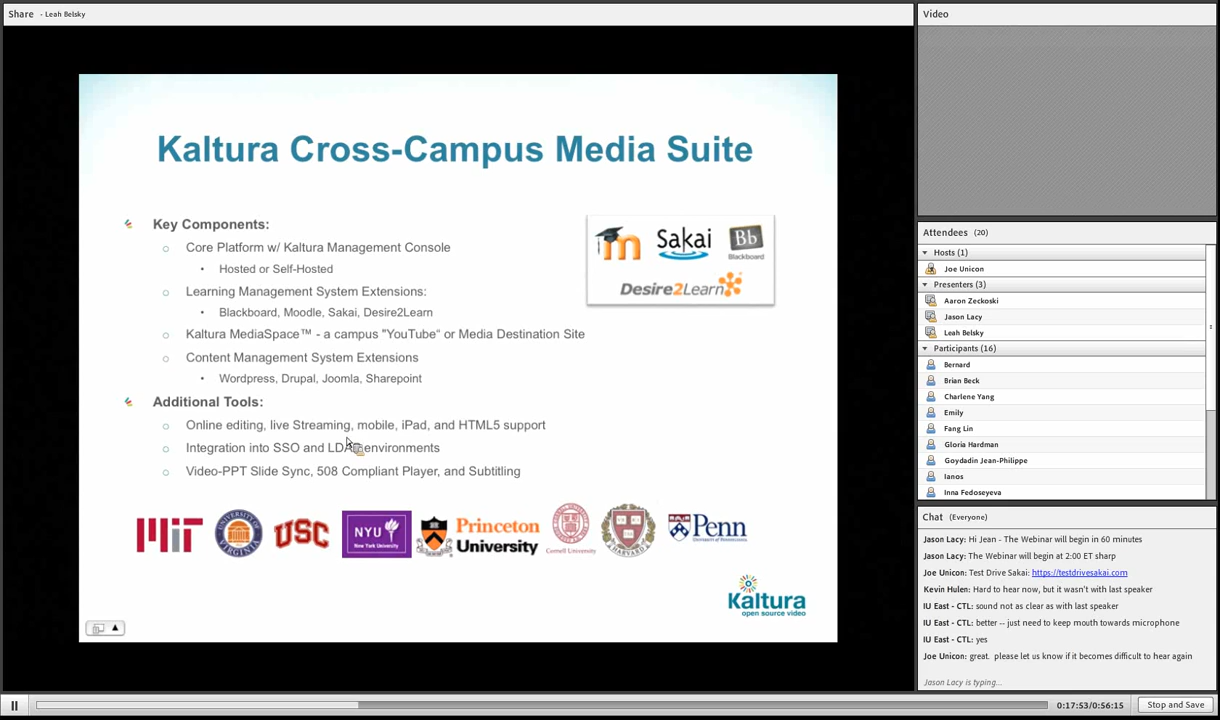 Share - Leah Belsky
Kaltura Cross-Campus Media Suite
Key Components:
Core Platform w/ Kaltura Management Console
Hosted or Self-Hosted
Learning Management System Extensions:
Blackboard, Moodle, Sakai, Desire2Learn
Kaltura MediaSpace™ - a campus "YouTube" or Media Destination Site
Content Management System Extensions
Wordpress, Drupal, Joomla, Sharepoint
Additional Tools:
Online editing, live Streaming, mobile, iPad, and HTML5 support
Integration into SSO and LDAP environments
Video-PPT Slide Sync, 508 Compliant Player, and Subtitling
m Sakai Bb
Blackboard
Desire2Learn
MIT
UNIVERSITY OF VIRGINIA
USC
NYU
New York University
Princeton
University
Cornell University
HARVARD
Penn
UNIVERSITY OF PENNSYLVANIA
Kaltura
open source video
Video
Attendees (20)
Hosts (1)
Joe Unicon
Presenters (3)
Aaron Zeckoski
Jason Lacy
Leah Belsky
Participants (16)
Bernard
Brian Beck
Charlene Yang
Emily
Fang Lin
Gloria Hardman
Goydadin Jean-Philippe
Ianos
Inna Fedoseyeva
Chat (Everyone)
Jason Lacy: Hi Jean - The Webinar will begin in 60 minutes
Jason Lacy: The Webinar will begin at 2:00 ET sharp
Joe Unicon: Test Drive Sakai: https://testdrivesakai.com
Kevin Hulen: Hard to hear now, but it wasn't with last speaker
IU East - CTL: sound not as clear as with last speaker
IU East - CTL: better -- just need to keep mouth towards microphone
IU East - CTL: yes
Joe Unicon: great. please let us know if it becomes difficult to hear again
Jason Lacy is typing...
0:17:53/0:56:15
Stop and Save